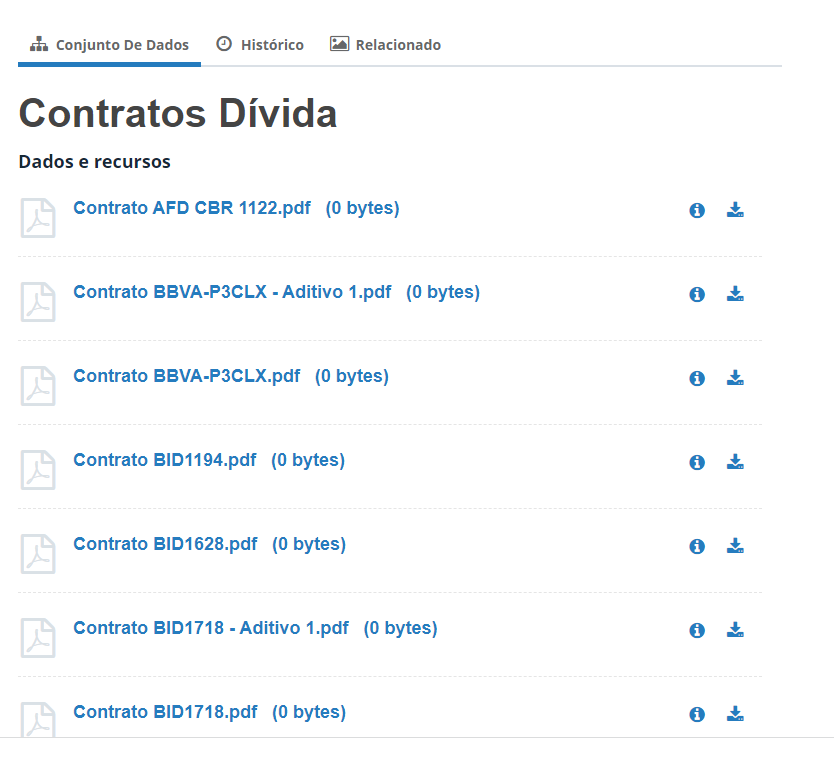 Conjunto De Dados Histórico Relacionado
Contratos Dívida
Dados e recursos
Contrato AFD CBR 1122.pdf (0 bytes)
Contrato BBVA-P3CLX - Aditivo 1.pdf (0 bytes)
Contrato BBVA-P3CLX.pdf (0 bytes)
Contrato BID1194.pdf (0 bytes)
Contrato BID1628.pdf (0 bytes)
Contrato BID1718 - Aditivo 1.pdf (0 bytes)
Contrato BID1718.pdf (0 bytes)